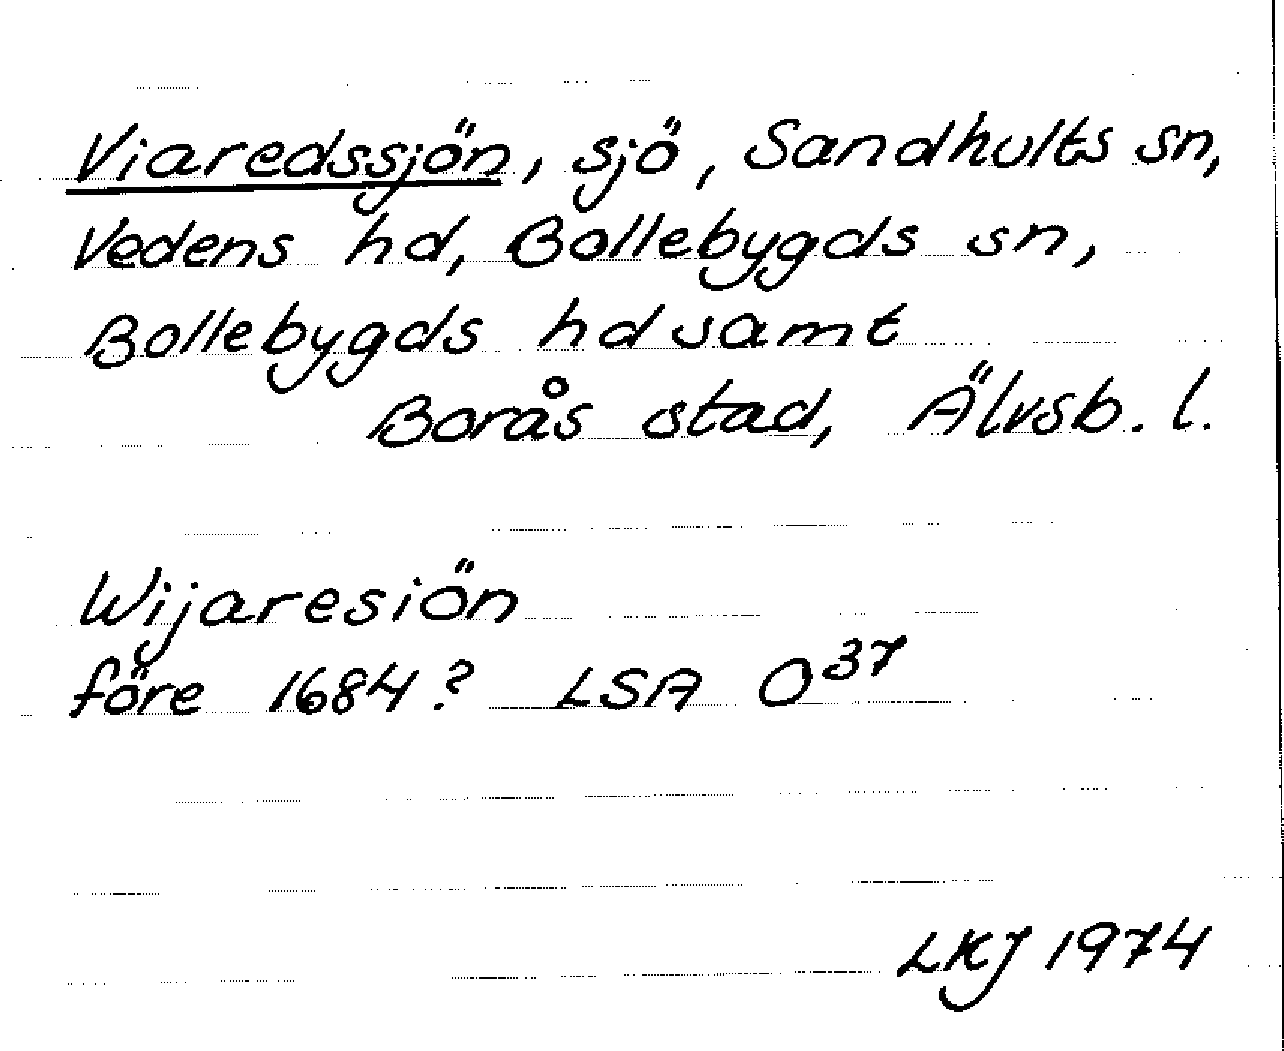 Viaredssjön, sjö, Sandhults sn,
Vedens hd, Bollebygds sn,
Bollebygds hd samt
Borås stad, Älvsb. l.
Wijaresiön
före 1684? LSA O³⁷
LKJ 1974